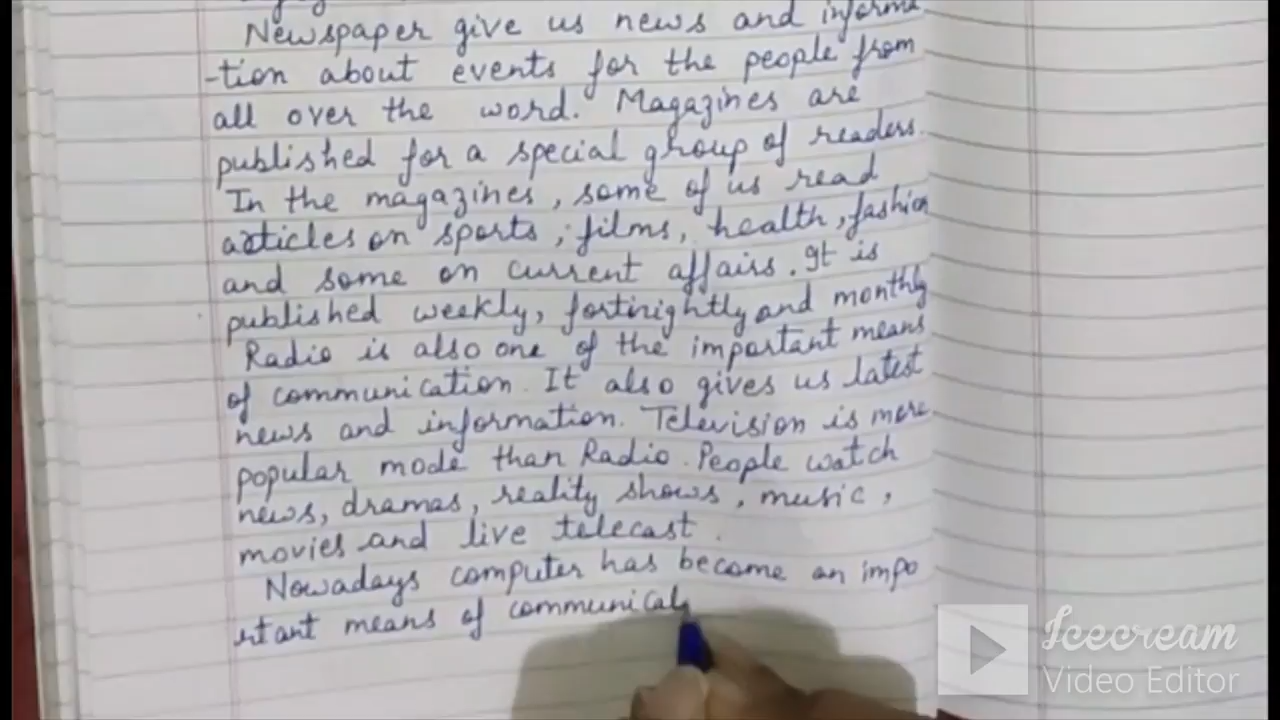 Newspaper give us news and informa
-tion about events for the people from
all over the word. Magazines are
published for a special group of readers.
In the magazines, some of us read
articles on sports, films, health, fashion
and some on current affairs. It is
published weekly, fortinightly and monthly
Radio is also one of the important means
of communication. It also gives us latest
news and information. Television is more
popular mode than Radio. People watch
news, dramas, reality shows, music,
movies and live telecast.
Nowadays computer has become an impo
rtant means of communicat
Icecream
Video Editor